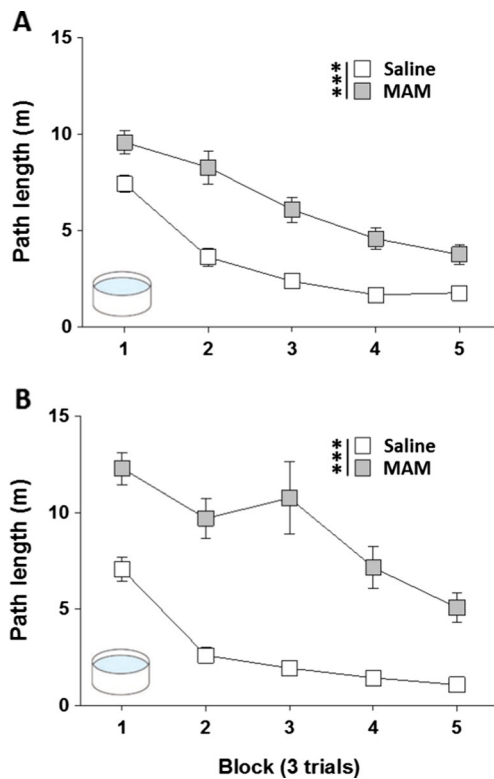 A
Path length (m)
15
10
5
0
*** Saline
MAM
1 2 3 4 5
B
Path length (m)
15
10
5
0
*** Saline
MAM
1 2 3 4 5
Block (3 trials)